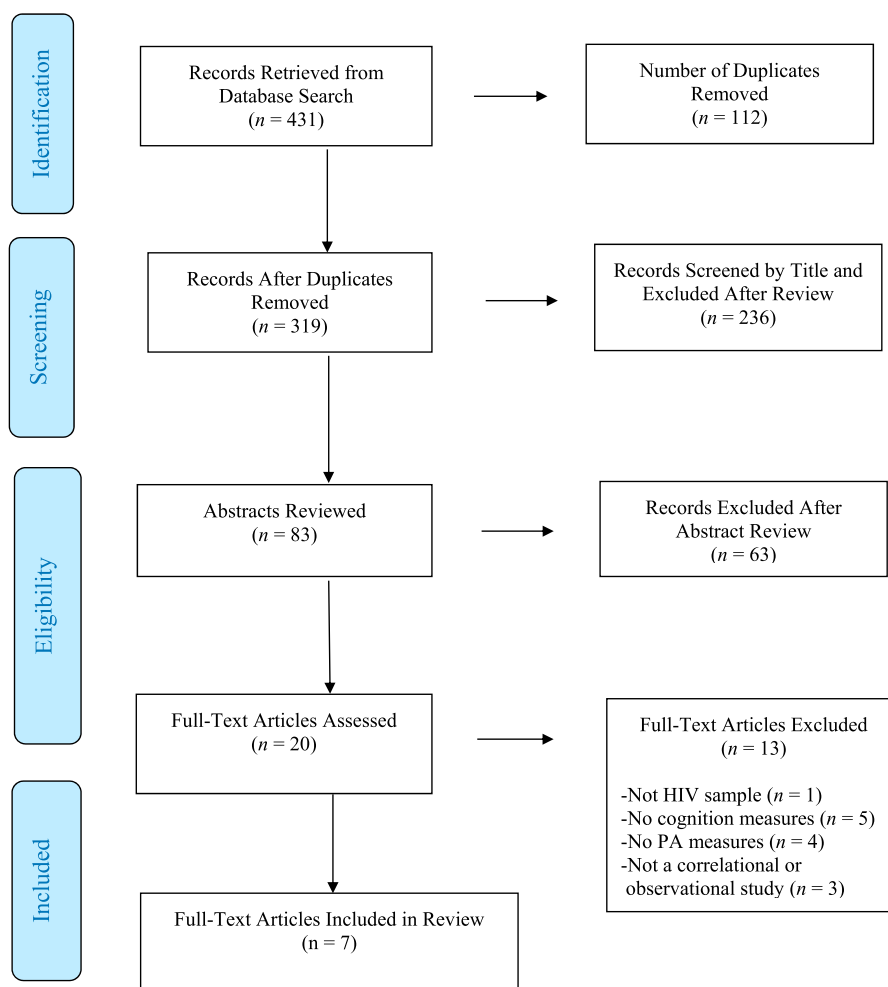 Identification
Records Retrieved from
Database Search
(n = 431)
Number of Duplicates
Removed
(n = 112)
Screening
Records After Duplicates
Removed
(n = 319)
Records Screened by Title and
Excluded After Review
(n = 236)
Eligibility
Abstracts Reviewed
(n = 83)
Records Excluded After
Abstract Review
(n = 63)
Full-Text Articles Assessed
(n = 20)
Full-Text Articles Excluded
(n = 13)
-Not HIV sample (n = 1)
-No cognition measures (n = 5)
-No PA measures (n = 4)
-Not a correlational or
observational study (n = 3)
Included
Full-Text Articles Included in Review
(n = 7)